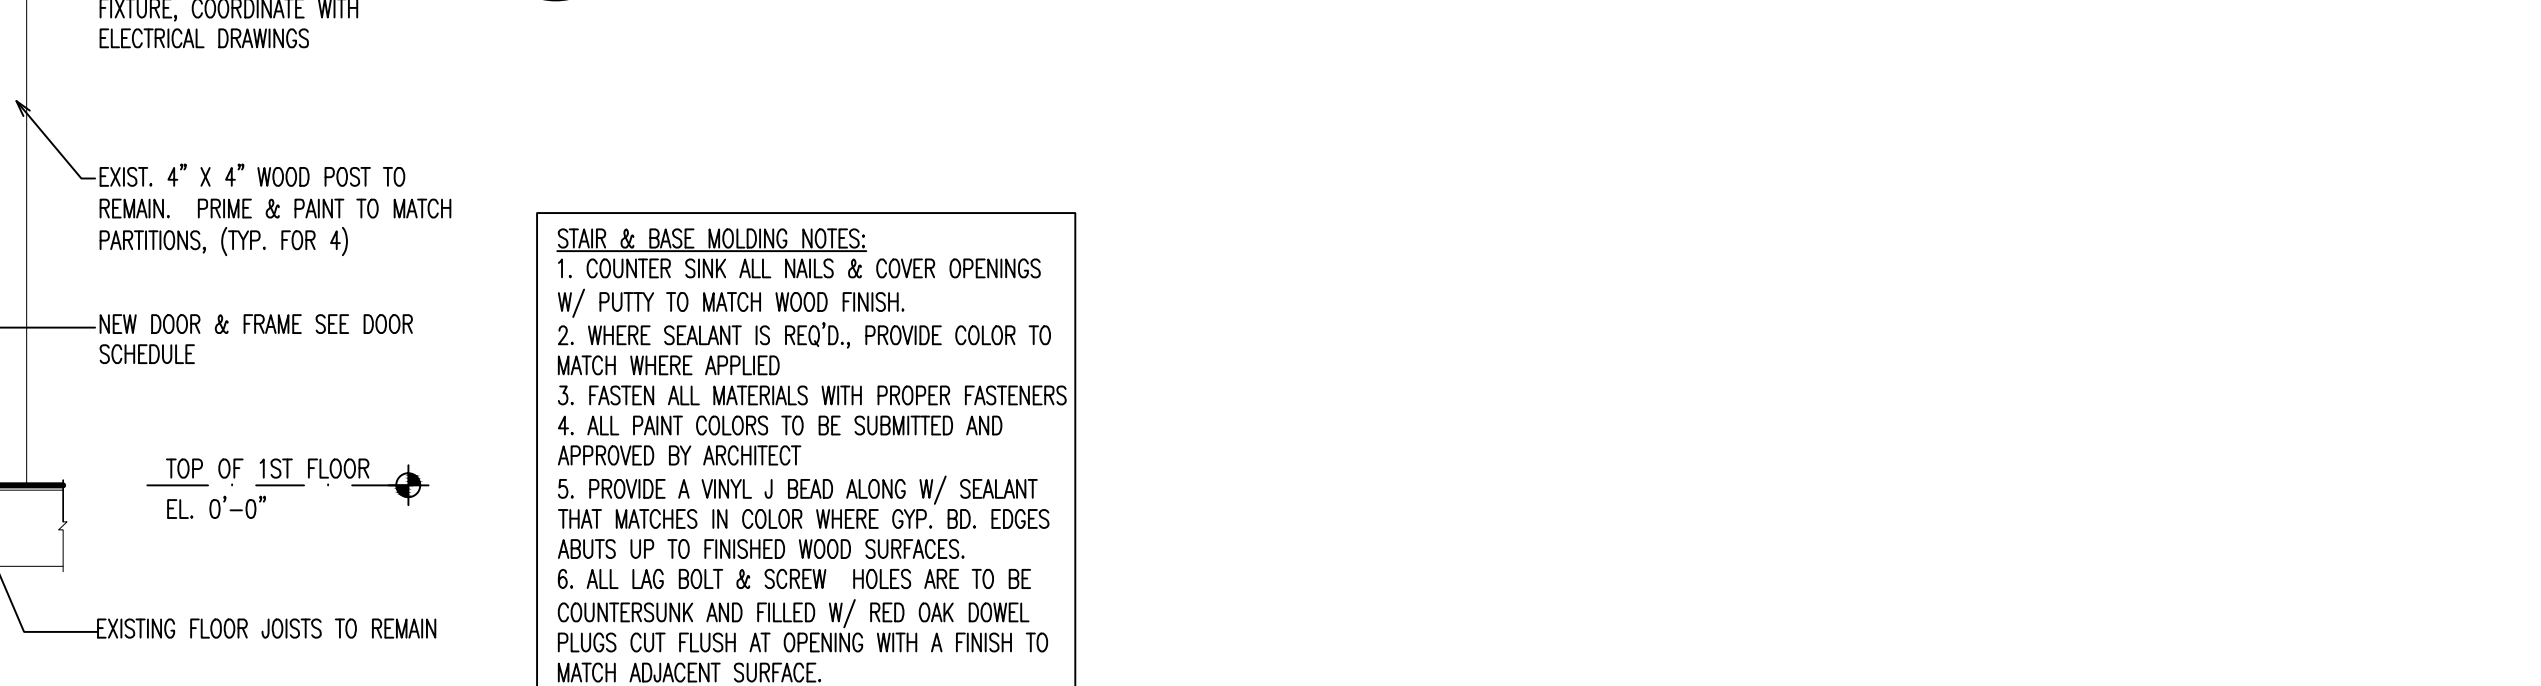 FIXTURE, COORDINATE WITH
ELECTRICAL DRAWINGS
EXIST. 4" X 4" WOOD POST TO
REMAIN. PRIME & PAINT TO MATCH
PARTITIONS, (TYP. FOR 4)
NEW DOOR & FRAME SEE DOOR
SCHEDULE
TOP OF 1ST FLOOR
EL. 0'-0"
EXISTING FLOOR JOISTS TO REMAIN
STAIR & BASE MOLDING NOTES:
1. COUNTER SINK ALL NAILS & COVER OPENINGS
W/ PUTTY TO MATCH WOOD FINISH.
2. WHERE SEALANT IS REQ'D., PROVIDE COLOR TO
MATCH WHERE APPLIED
3. FASTEN ALL MATERIALS WITH PROPER FASTENERS
4. ALL PAINT COLORS TO BE SUBMITTED AND
APPROVED BY ARCHITECT
5. PROVIDE A VINYL J BEAD ALONG W/ SEALANT
THAT MATCHES IN COLOR WHERE GYP. BD. EDGES
ABUTS UP TO FINISHED WOOD SURFACES.
6. ALL LAG BOLT & SCREW HOLES ARE TO BE
COUNTERSUNK AND FILLED W/ RED OAK DOWEL
PLUGS CUT FLUSH AT OPENING WITH A FINISH TO
MATCH ADJACENT SURFACE.